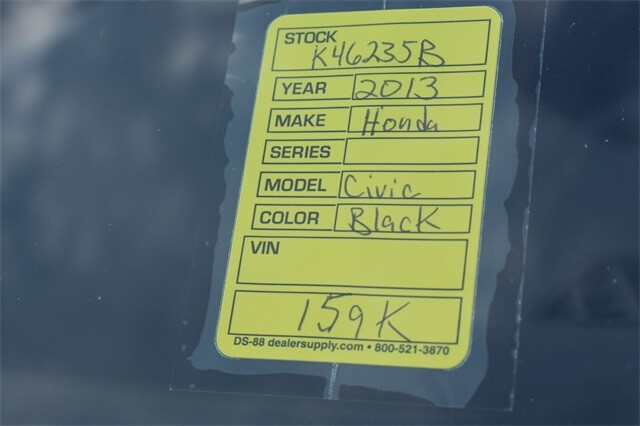 STOCK K46235B
YEAR 2013
MAKE Honda
SERIES
MODEL Civic
COLOR Black
VIN
159K
DS-88 dealersupply.com • 800-521-3870